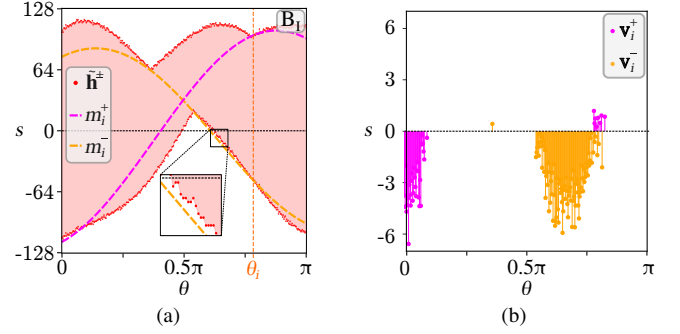 128
64
0
-64
-128
s
B_I
h̃^±
m_i^+
m_i^-
0
0.5π
θ_i
π
θ
(a)
6
3
0
-3
-6
s
v_i^+
v_i^-
0
0.5π
π
θ
(b)